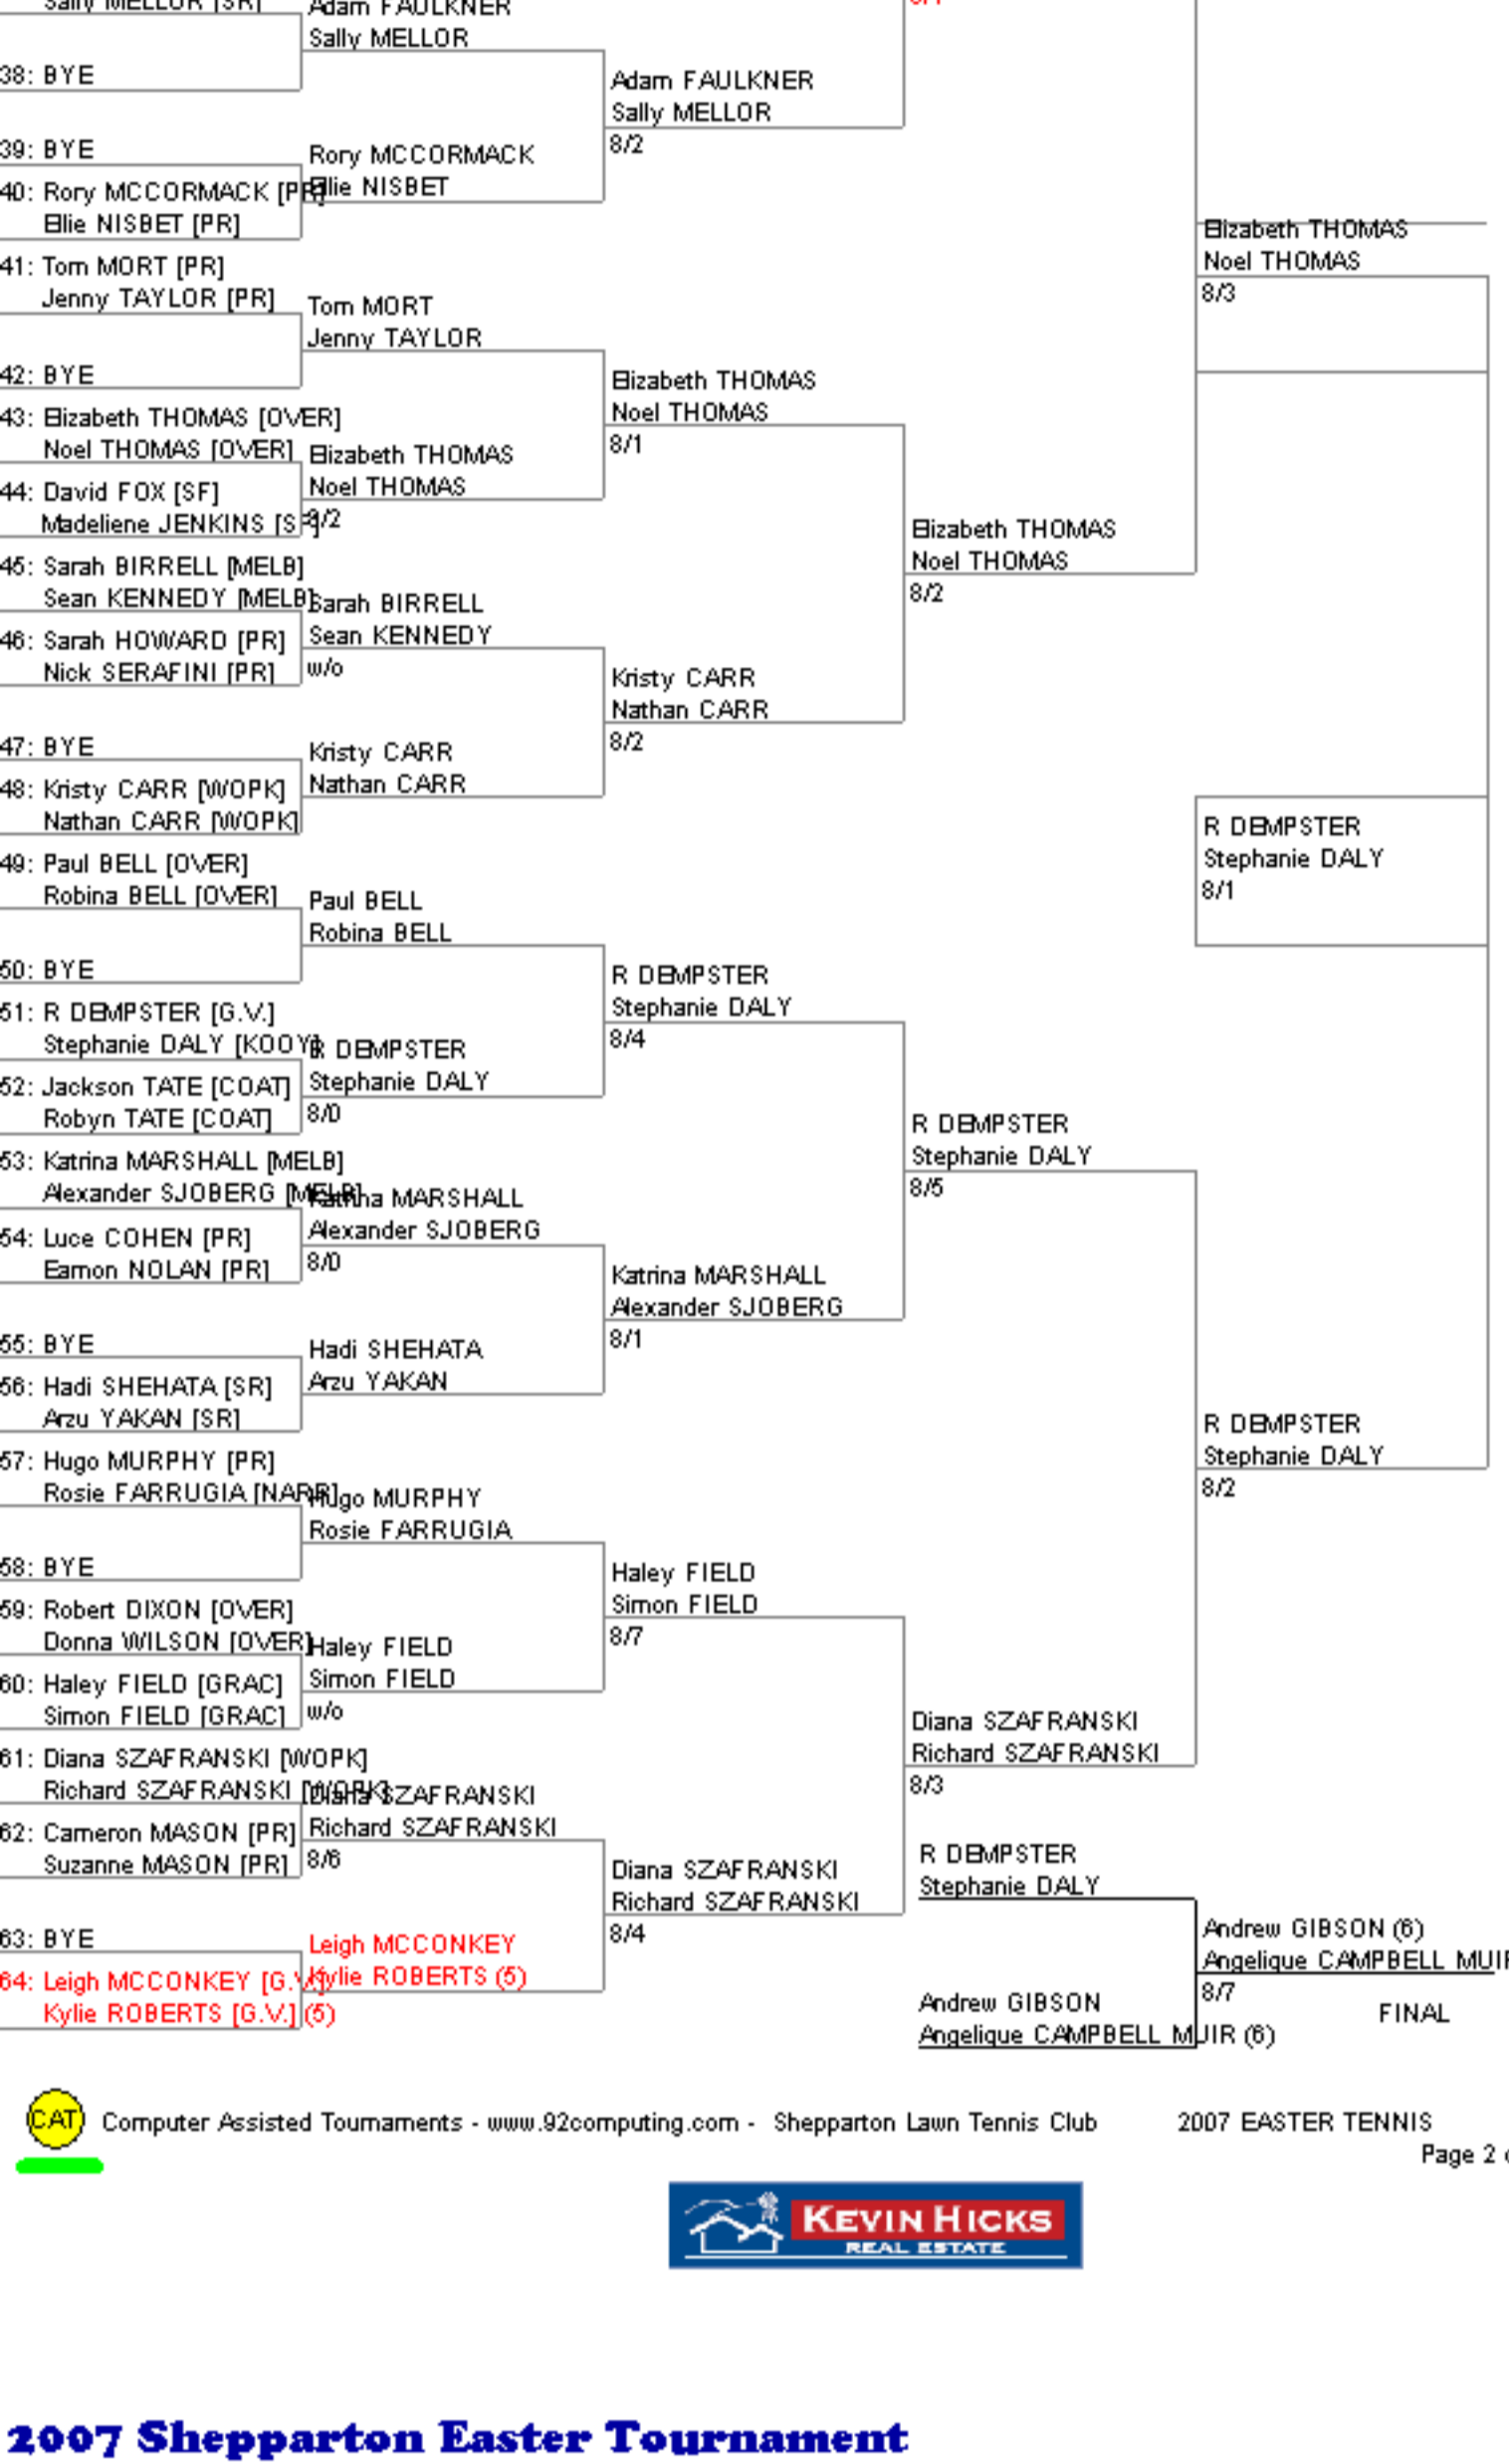 Sally MELLOR [SR]
38: BYE
39: BYE
40: Rory MCCORMACK [PR]
Ellie NISBET [PR]
41: Tom MORT [PR]
Jenny TAYLOR [PR]
42: BYE
43: Elizabeth THOMAS [OVER]
Noel THOMAS [OVER]
44: David FOX [SF]
Madeliene JENKINS [SF]
45: Sarah BIRRELL [MELB]
Sean KENNEDY [MELB]
46: Sarah HOWARD [PR]
Nick SERAFINI [PR]
47: BYE
48: Kristy CARR [WOPK]
Nathan CARR [WOPK]
49: Paul BELL [OVER]
Robina BELL [OVER]
50: BYE
51: R DEMPSTER [G.V.]
Stephanie DALY [KOOY]
52: Jackson TATE [COAT]
Robyn TATE [COAT]
53: Katrina MARSHALL [MELB]
Alexander SJOBERG [MELB]
54: Luce COHEN [PR]
Eamon NOLAN [PR]
55: BYE
56: Hadi SHEHATA [SR]
Arzu YAKAN [SR]
57: Hugo MURPHY [PR]
Rosie FARRUGIA [NARR]
58: BYE
59: Robert DIXON [OVER]
Donna WILSON [OVER]
60: Haley FIELD [GRAC]
Simon FIELD [GRAC]
61: Diana SZAFRANSKI [WOPK]
Richard SZAFRANSKI [WOPK]
62: Cameron MASON [PR]
Suzanne MASON [PR]
63: BYE
64: Leigh MCCONKEY [G.V.]
Kylie ROBERTS [G.V.] (5)
Adam FAULKNER
Sally MELLOR
Rory MCCORMACK
Ellie NISBET
Tom MORT
Jenny TAYLOR
Elizabeth THOMAS
Noel THOMAS
8/2
Sarah BIRRELL
Sean KENNEDY
w/o
Kristy CARR
Nathan CARR
Paul BELL
Robina BELL
R DEMPSTER
Stephanie DALY
8/0
Katrina MARSHALL
Alexander SJOBERG
8/0
Hadi SHEHATA
Arzu YAKAN
Hugo MURPHY
Rosie FARRUGIA
Haley FIELD
Simon FIELD
w/o
Diana SZAFRANSKI
Richard SZAFRANSKI
8/6
Leigh MCCONKEY
Kylie ROBERTS (5)
Adam FAULKNER
Sally MELLOR
8/2
Elizabeth THOMAS
Noel THOMAS
8/1
Kristy CARR
Nathan CARR
8/2
R DEMPSTER
Stephanie DALY
8/4
Katrina MARSHALL
Alexander SJOBERG
8/1
Haley FIELD
Simon FIELD
8/7
Diana SZAFRANSKI
Richard SZAFRANSKI
8/4
Elizabeth THOMAS
Noel THOMAS
8/2
R DEMPSTER
Stephanie DALY
8/5
Diana SZAFRANSKI
Richard SZAFRANSKI
8/3
R DEMPSTER
Stephanie DALY
Andrew GIBSON
Angelique CAMPBELL MUIR (6)
Elizabeth THOMAS
Noel THOMAS
8/3
R DEMPSTER
Stephanie DALY
8/1
R DEMPSTER
Stephanie DALY
8/2
Andrew GIBSON (6)
Angelique CAMPBELL MUIR
8/7
FINAL
CAT Computer Assisted Tournaments - www.92computing.com - Shepparton Lawn Tennis Club 2007 EASTER TENNIS
Page 2
KEVIN HICKS
REAL ESTATE
2007 Shepparton Easter Tournament